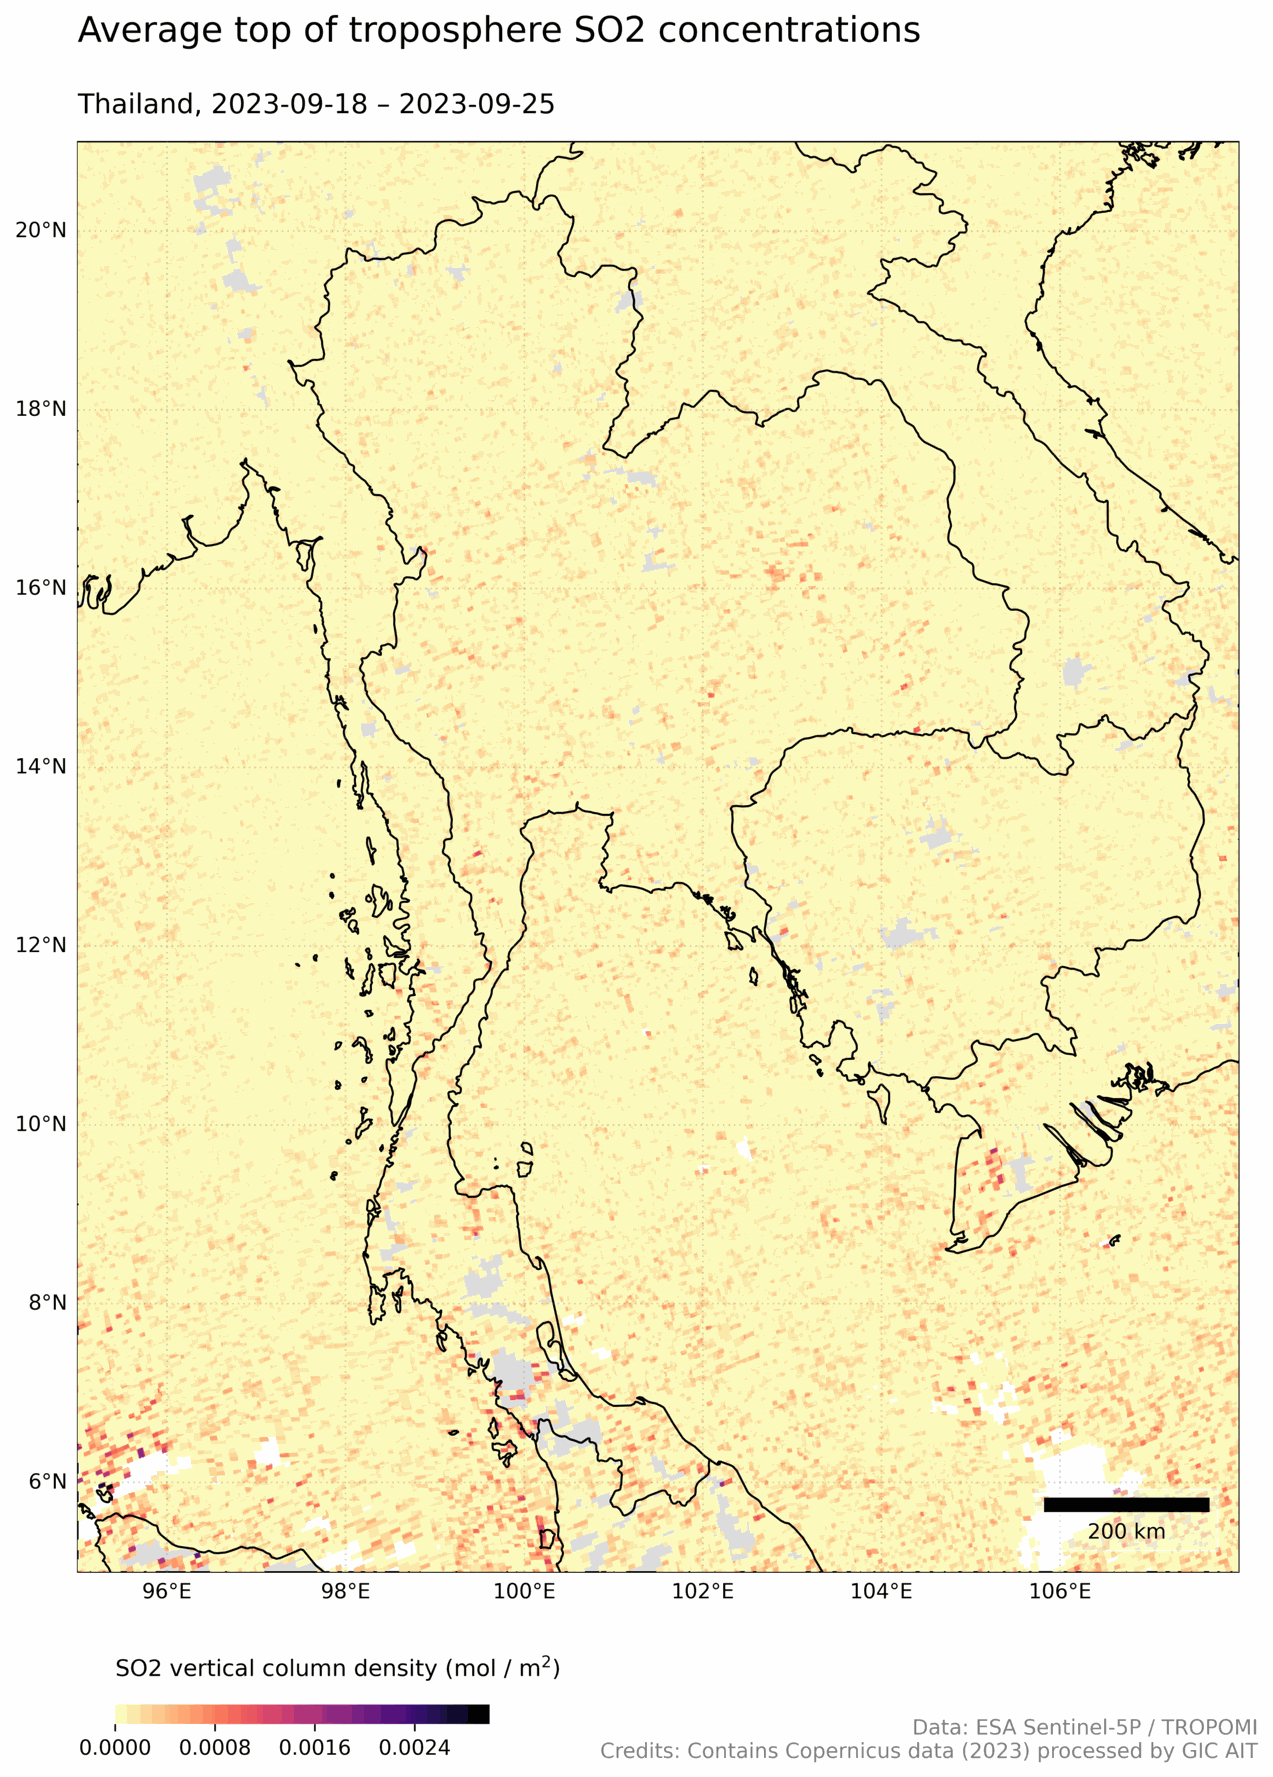 Average top of troposphere SO2 concentrations
Thailand, 2023-09-18 – 2023-09-25
20°N
18°N
16°N
14°N
12°N
10°N
8°N
6°N
200 km
96°E 98°E 100°E 102°E 104°E 106°E
SO2 vertical column density (mol / m²)
0.0000 0.0008 0.0016 0.0024
Data: ESA Sentinel-5P / TROPOMI
Credits: Contains Copernicus data (2023) processed by GIC AIT